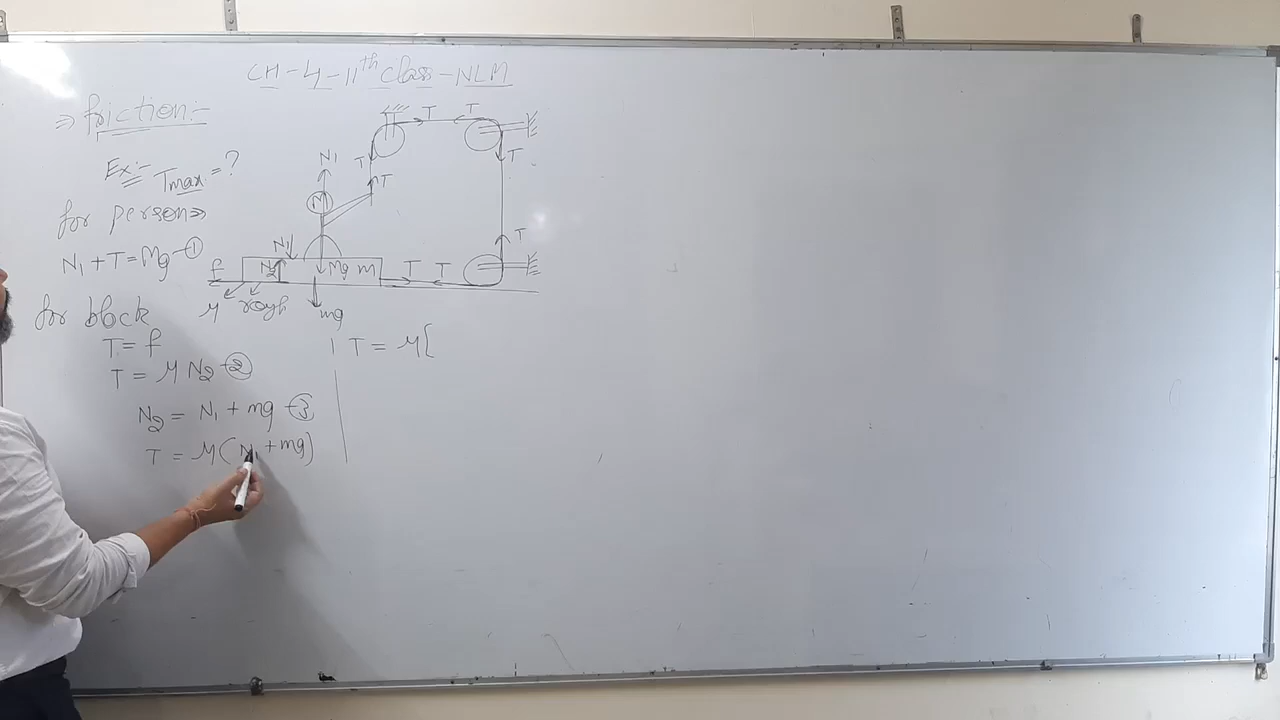 CH-4-11th Class-NLM
⇒ friction:-
Ex:- Tmax = ?
for person⇒
N1 + T = Mg -①
for block
T = f
T = μ N2 -②
N2 = N1 + mg -③
T = μ(N1 + mg)
T = μ[
T T
T T
N1 T
M
T
N1 T
N2 Mg m T T
f
μ rough mg